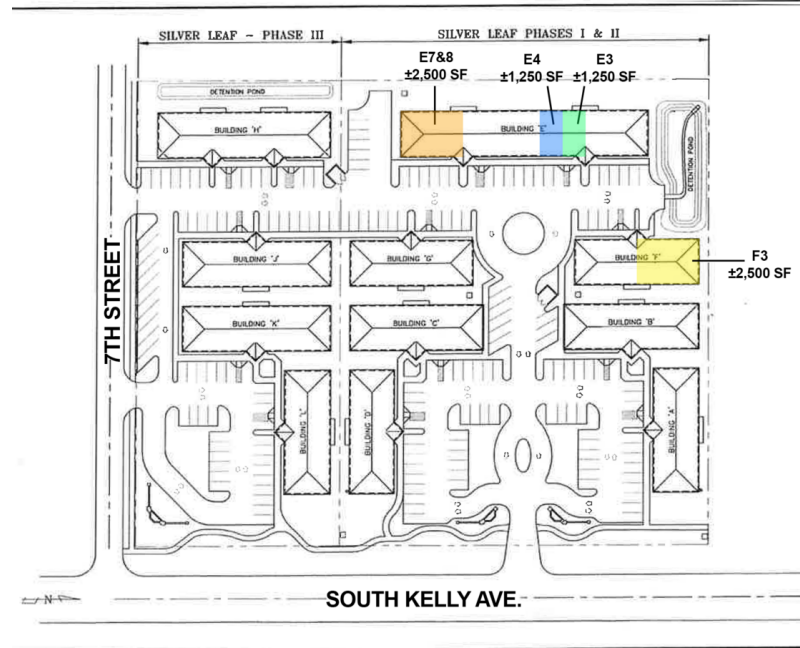 SILVER LEAF - PHASE III
SILVER LEAF PHASES I & II
E7&8
±2,500 SF
E4
±1,250 SF
E3
±1,250 SF
DETENTION POND
BUILDING "H"
BUILDING "E"
DETENTION POND
7TH STREET
BUILDING "J"
BUILDING "G"
BUILDING "F"
F3
±2,500 SF
BUILDING "K"
BUILDING "C"
BUILDING "B"
BUILDING "L"
BUILDING "D"
BUILDING "A"
N
SOUTH KELLY AVE.